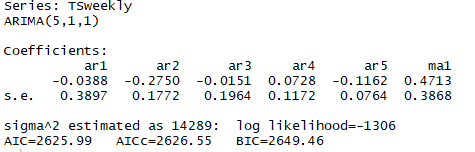 Series: TSweekly
ARIMA(5,1,1)
Coefficients:
ar1 ar2 ar3 ar4 ar5 ma1
-0.0388 -0.2750 -0.0151 0.0728 -0.1162 0.4713
s.e. 0.3897 0.1772 0.1964 0.1172 0.0764 0.3868
sigma^2 estimated as 14289: log likelihood=-1306
AIC=2625.99 AICc=2626.55 BIC=2649.46